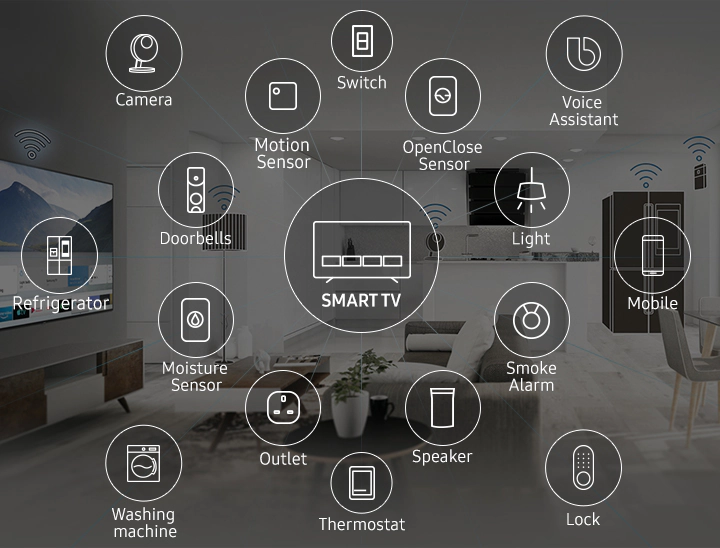 Switch
Camera
Voice
Assistant
Motion
Sensor
OpenClose
Sensor
Doorbells
Light
Refrigerator
SMART TV
Mobile
Moisture
Sensor
Smoke
Alarm
Outlet
Speaker
Washing
machine
Thermostat
Lock